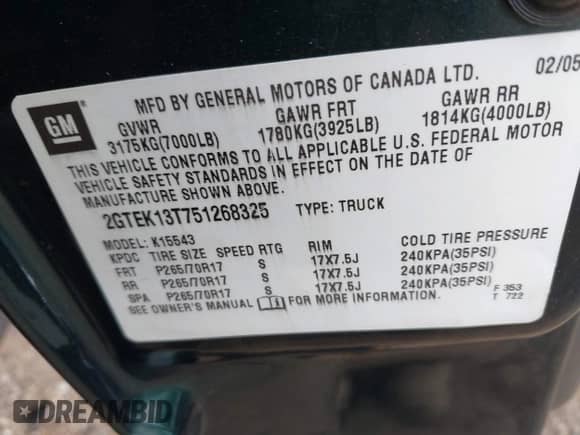 GM
MFD BY GENERAL MOTORS OF CANADA LTD. 02/05
GVWR GAWR FRT GAWR RR
3175KG(7000LB) 1780KG(3925LB) 1814KG(4000LB)
THIS VEHICLE CONFORMS TO ALL APPLICABLE U.S. FEDERAL MOTOR
VEHICLE SAFETY STANDARDS IN EFFECT ON THE DATE OF
MANUFACTURE SHOWN ABOVE.
2GTEK13T751268325 TYPE: TRUCK
MODEL: K15543
KPDC TIRE SIZE SPEED RTG RIM COLD TIRE PRESSURE
FRT P265/70R17 S 17X7.5J 240KPA(35PSI)
RR P265/70R17 S 17X7.5J 240KPA(35PSI)
SPA P265/70R17 S 17X7.5J 240KPA(35PSI)
SEE OWNER'S MANUAL FOR MORE INFORMATION.
F 353
T 722
DREAMBID